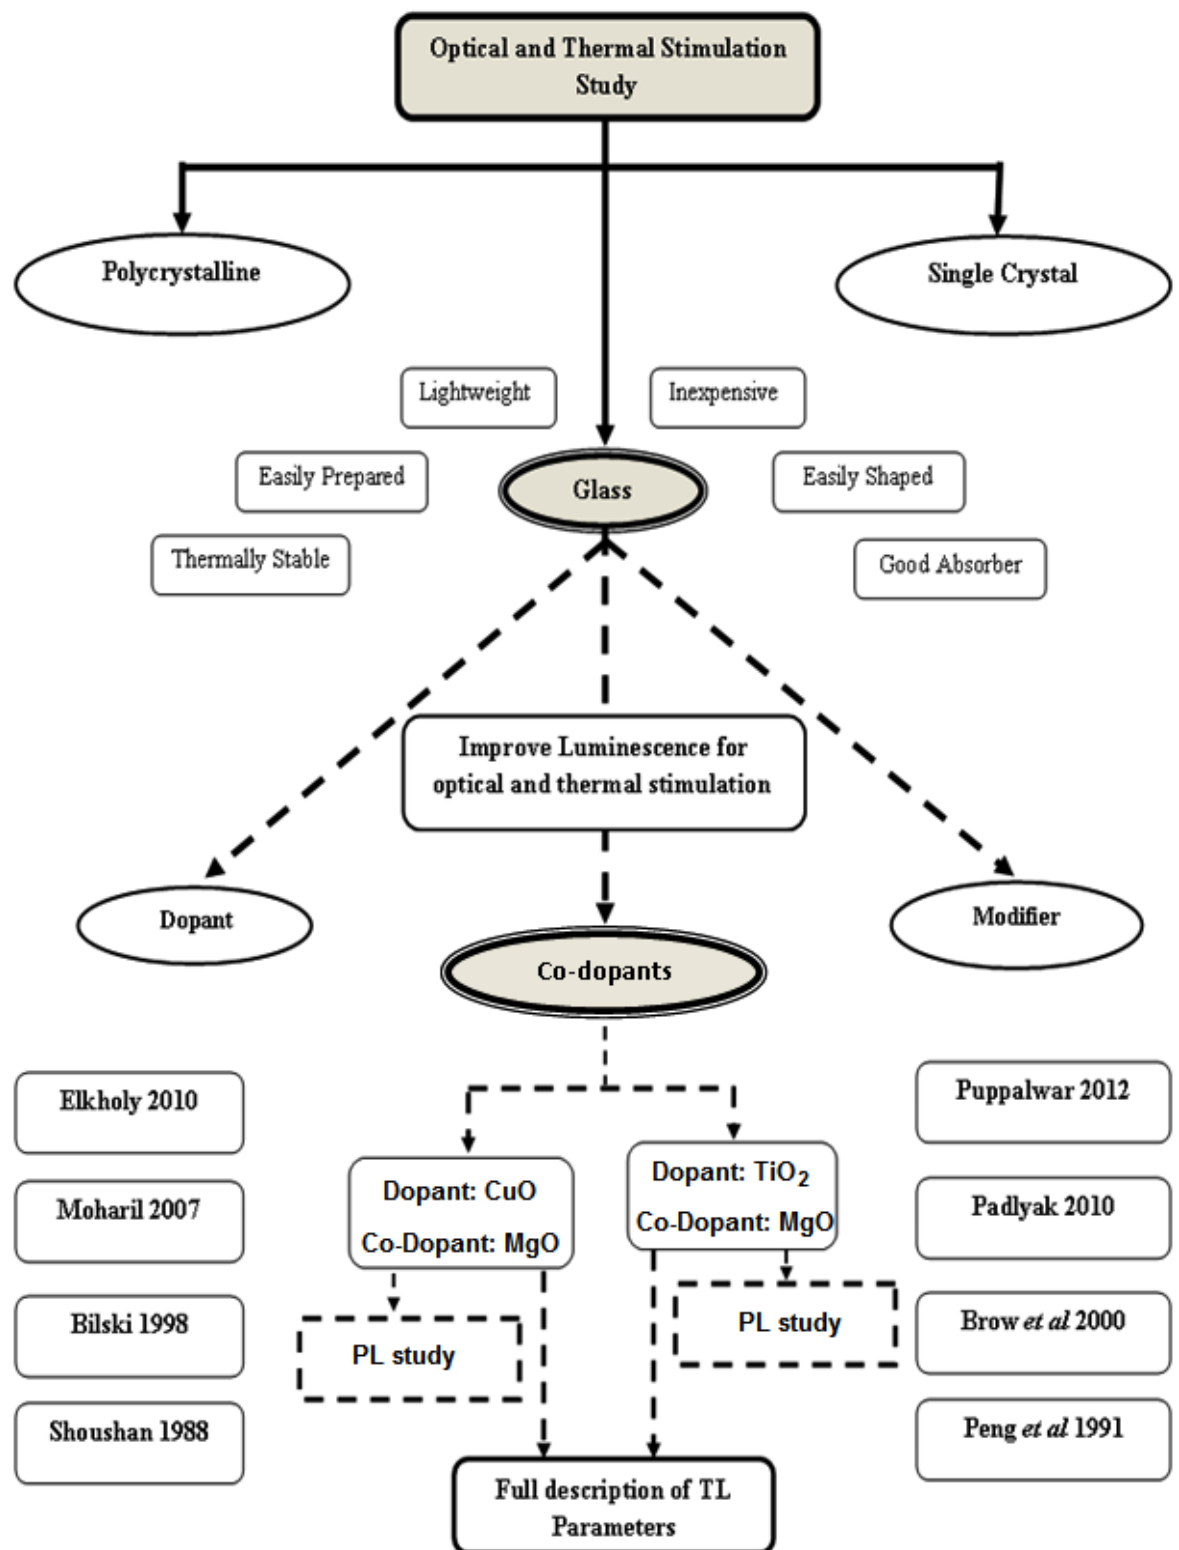 Optical and Thermal Stimulation
Study
Polycrystalline
Single Crystal
Lightweight
Inexpensive
Easily Prepared
Glass
Easily Shaped
Thermally Stable
Good Absorber
Improve Luminescence for
optical and thermal stimulation
Dopant
Modifier
Co-dopants
Elkholy 2010
Puppalwar 2012
Moharil 2007
Dopant: CuO
Co-Dopant: MgO
Dopant: TiO₂
Co-Dopant: MgO
Padlyak 2010
Bilski 1998
PL study
PL study
Brow et al 2000
Shoushan 1988
Peng et al 1991
Full description of TL
Parameters